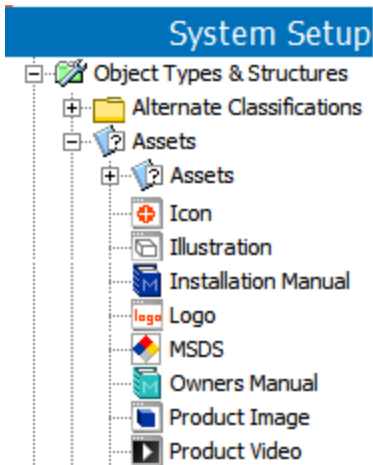 System Setup
Object Types & Structures
Alternate Classifications
Assets
Assets
Icon
Illustration
Installation Manual
logo Logo
MSDS
Owners Manual
Product Image
Product Video